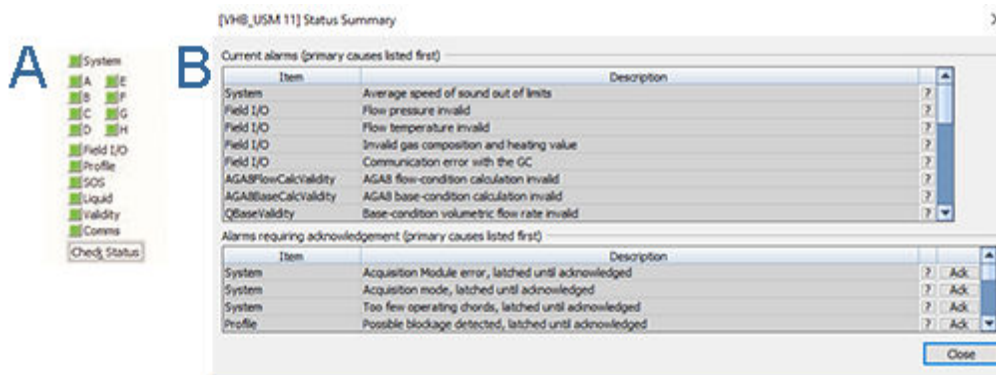 [VHB_USM 11] Status Summary
A
System
A E
B F
C G
D H
Field I/O
Profile
SOS
Liquid
Validity
Comms
Check Status
B
Current alarms (primary causes listed first)
Item Description
System Average speed of sound out of limits ?
Field I/O Flow pressure invalid ?
Field I/O Flow temperature invalid ?
Field I/O Invalid gas composition and heating value ?
Field I/O Communication error with the GC ?
AGA8FlowCalcValidity AGA8 flow-condition calculation invalid ?
AGA8BaseCalcValidity AGA8 base-condition calculation invalid ?
QBaseValidity Base-condition volumetric flow rate invalid ?
Alarms requiring acknowledgement (primary causes listed first)
Item Description
System Acquisition Module error, latched until acknowledged ? Ack
System Acquisition mode, latched until acknowledged ? Ack
System Too few operating chords, latched until acknowledged ? Ack
Profile Possible blockage detected, latched until acknowledged ? Ack
Close